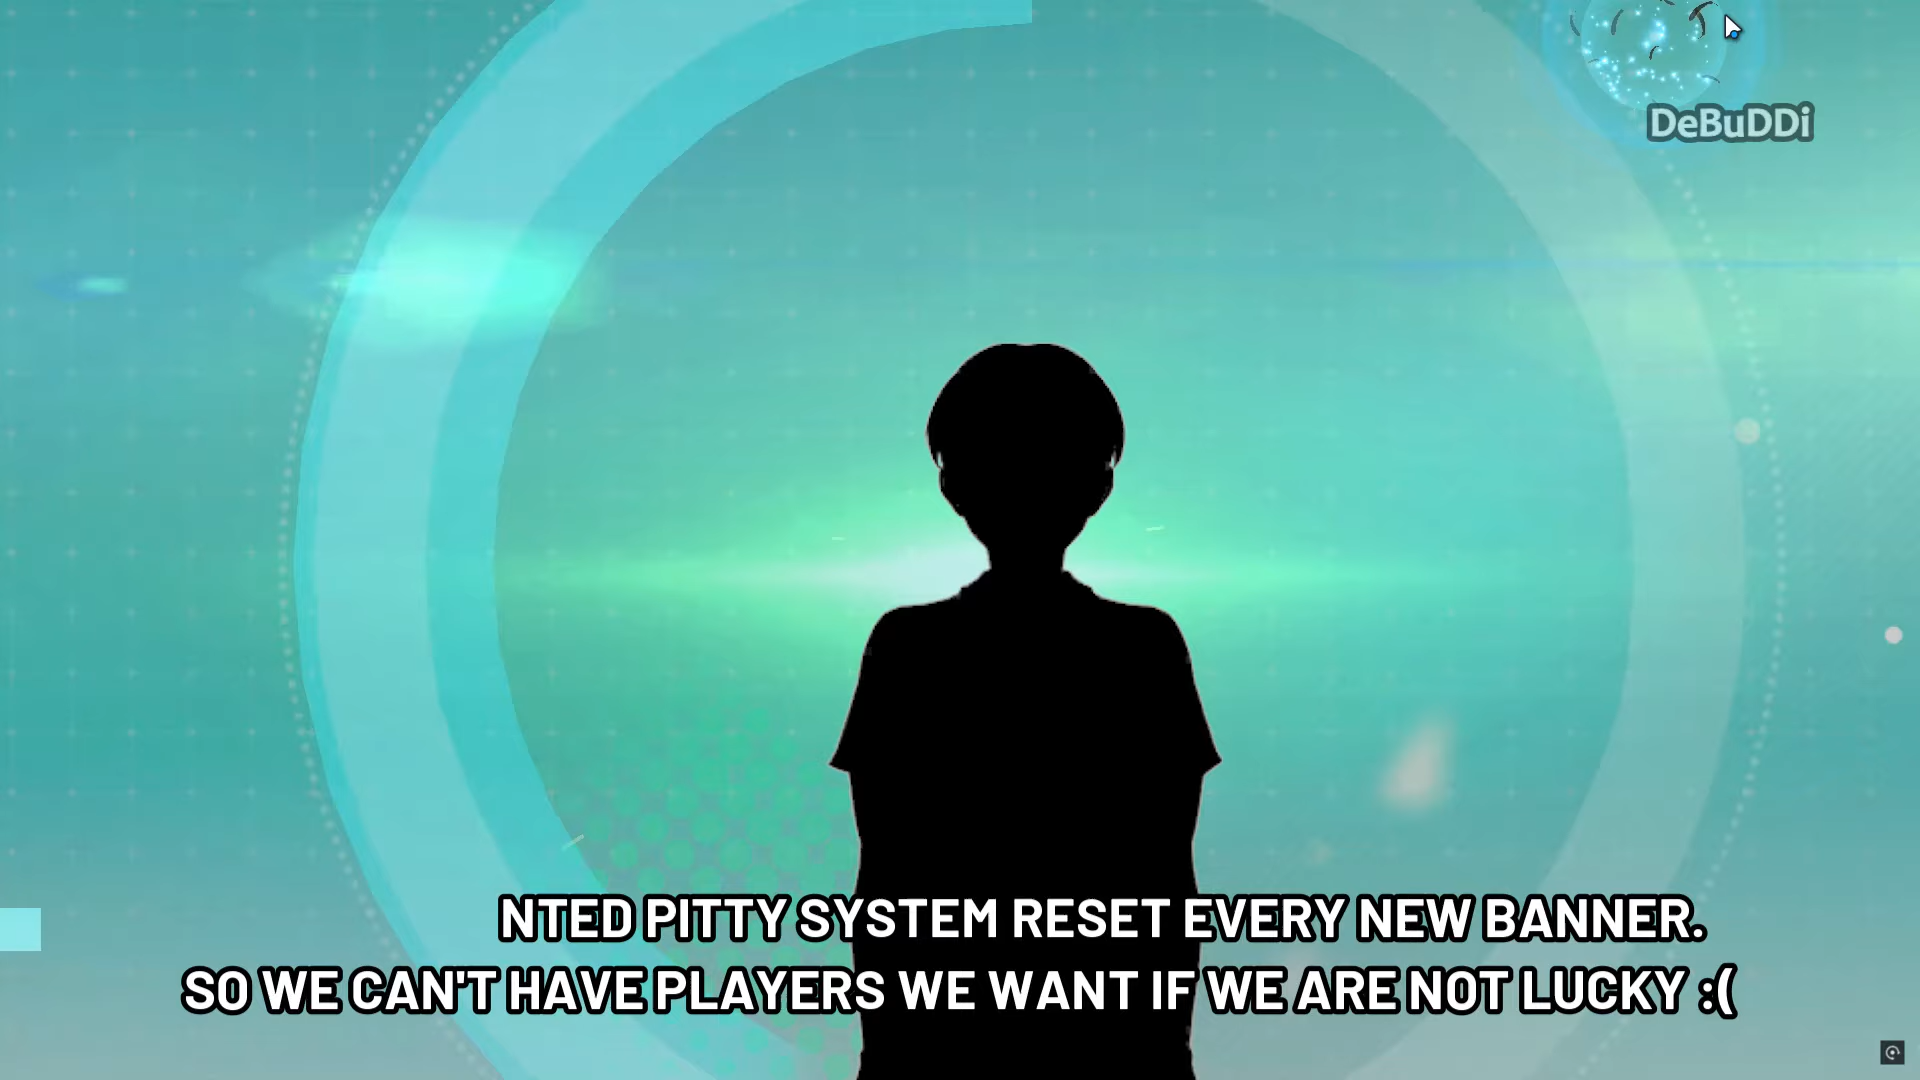 DeBuDDi
NTED PITTY SYSTEM RESET EVERY NEW BANNER.
SO WE CAN'T HAVE PLAYERS WE WANT IF WE ARE NOT LUCKY :(